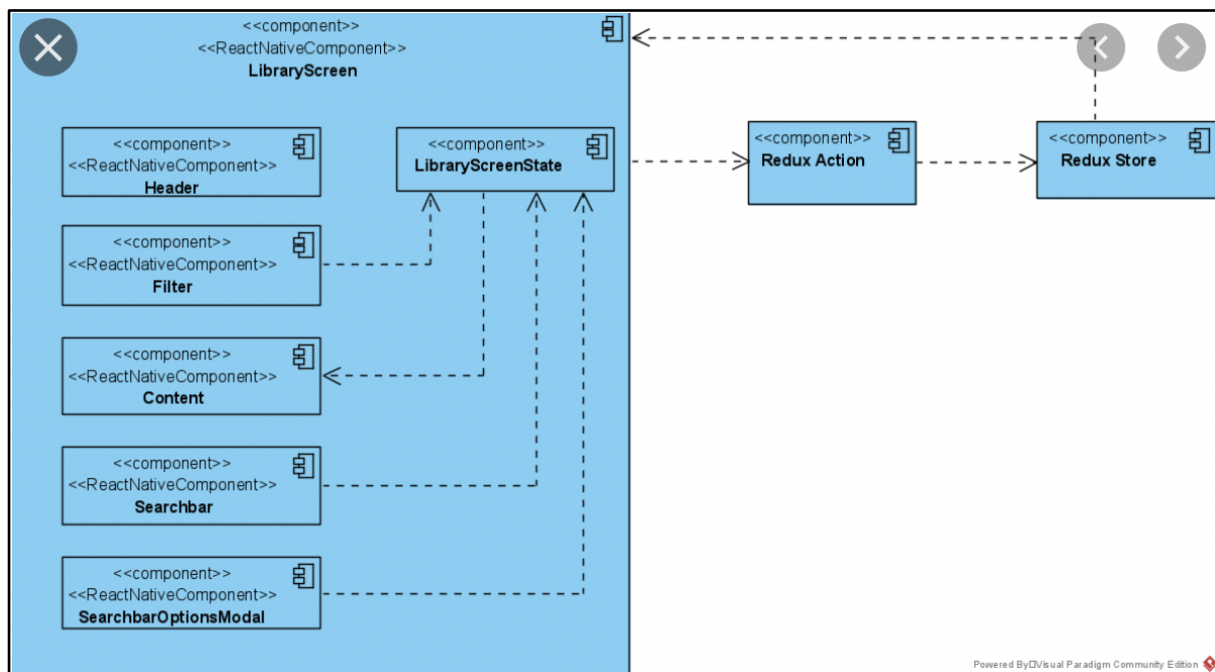 <<component>>
<<ReactNativeComponent>>
LibraryScreen
<<component>>
<<ReactNativeComponent>>
Header
<<component>>
LibraryScreenState
<<component>>
Redux Action
<<component>>
Redux Store
<<component>>
<<ReactNativeComponent>>
Filter
<<component>>
<<ReactNativeComponent>>
Content
<<component>>
<<ReactNativeComponent>>
Searchbar
<<component>>
<<ReactNativeComponent>>
SearchbarOptionsModal
Powered By▯Visual Paradigm Community Edition